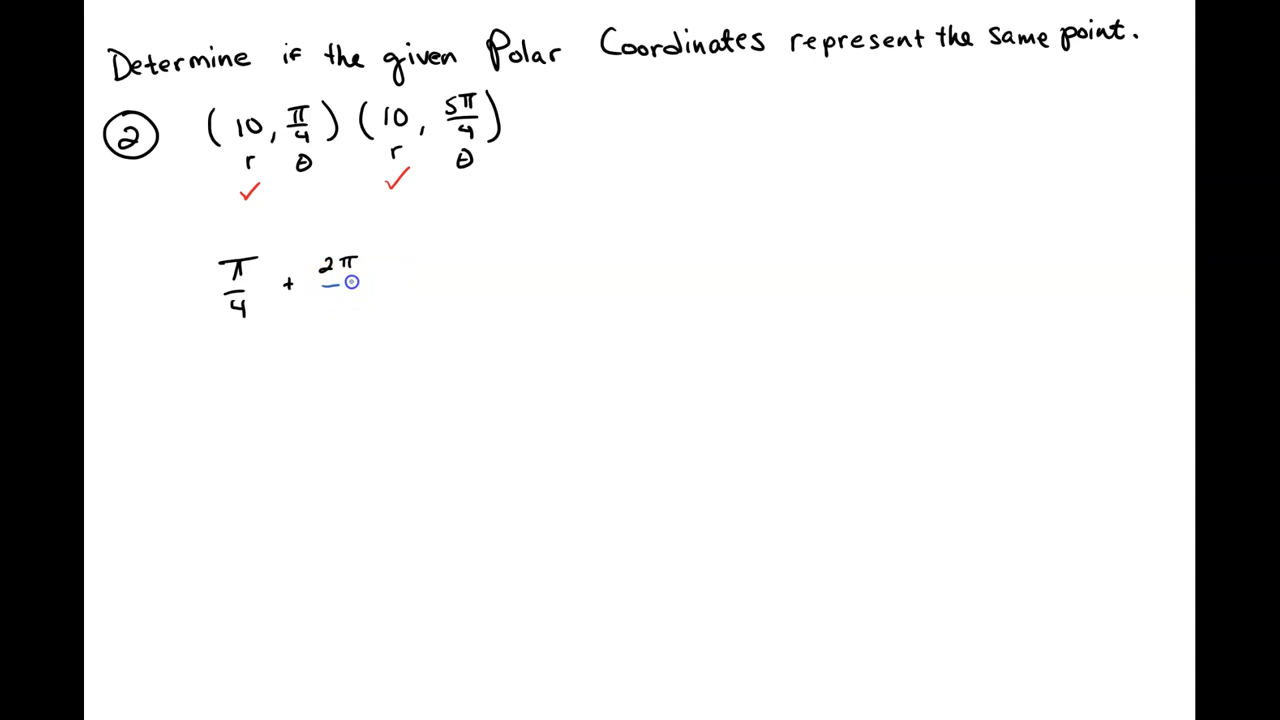 Determine if the given Polar Coordinates represent the same point.
② (10, π/4) (10, 5π/4)
r θ r θ
✓ ✓
π/4 + 2π